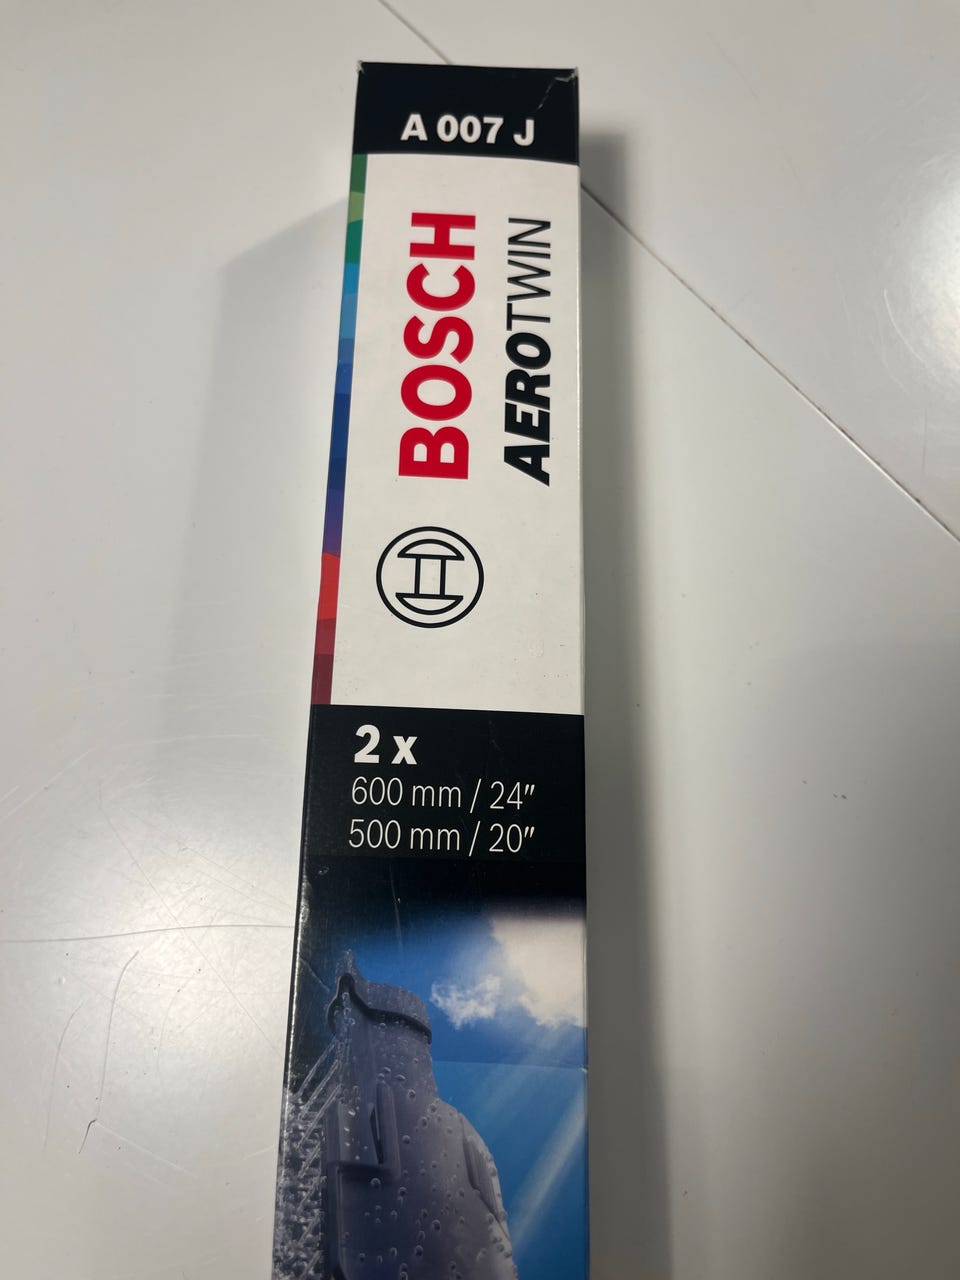 A 007 J
BOSCH
AEROTWIN
2 x
600 mm / 24"
500 mm / 20"